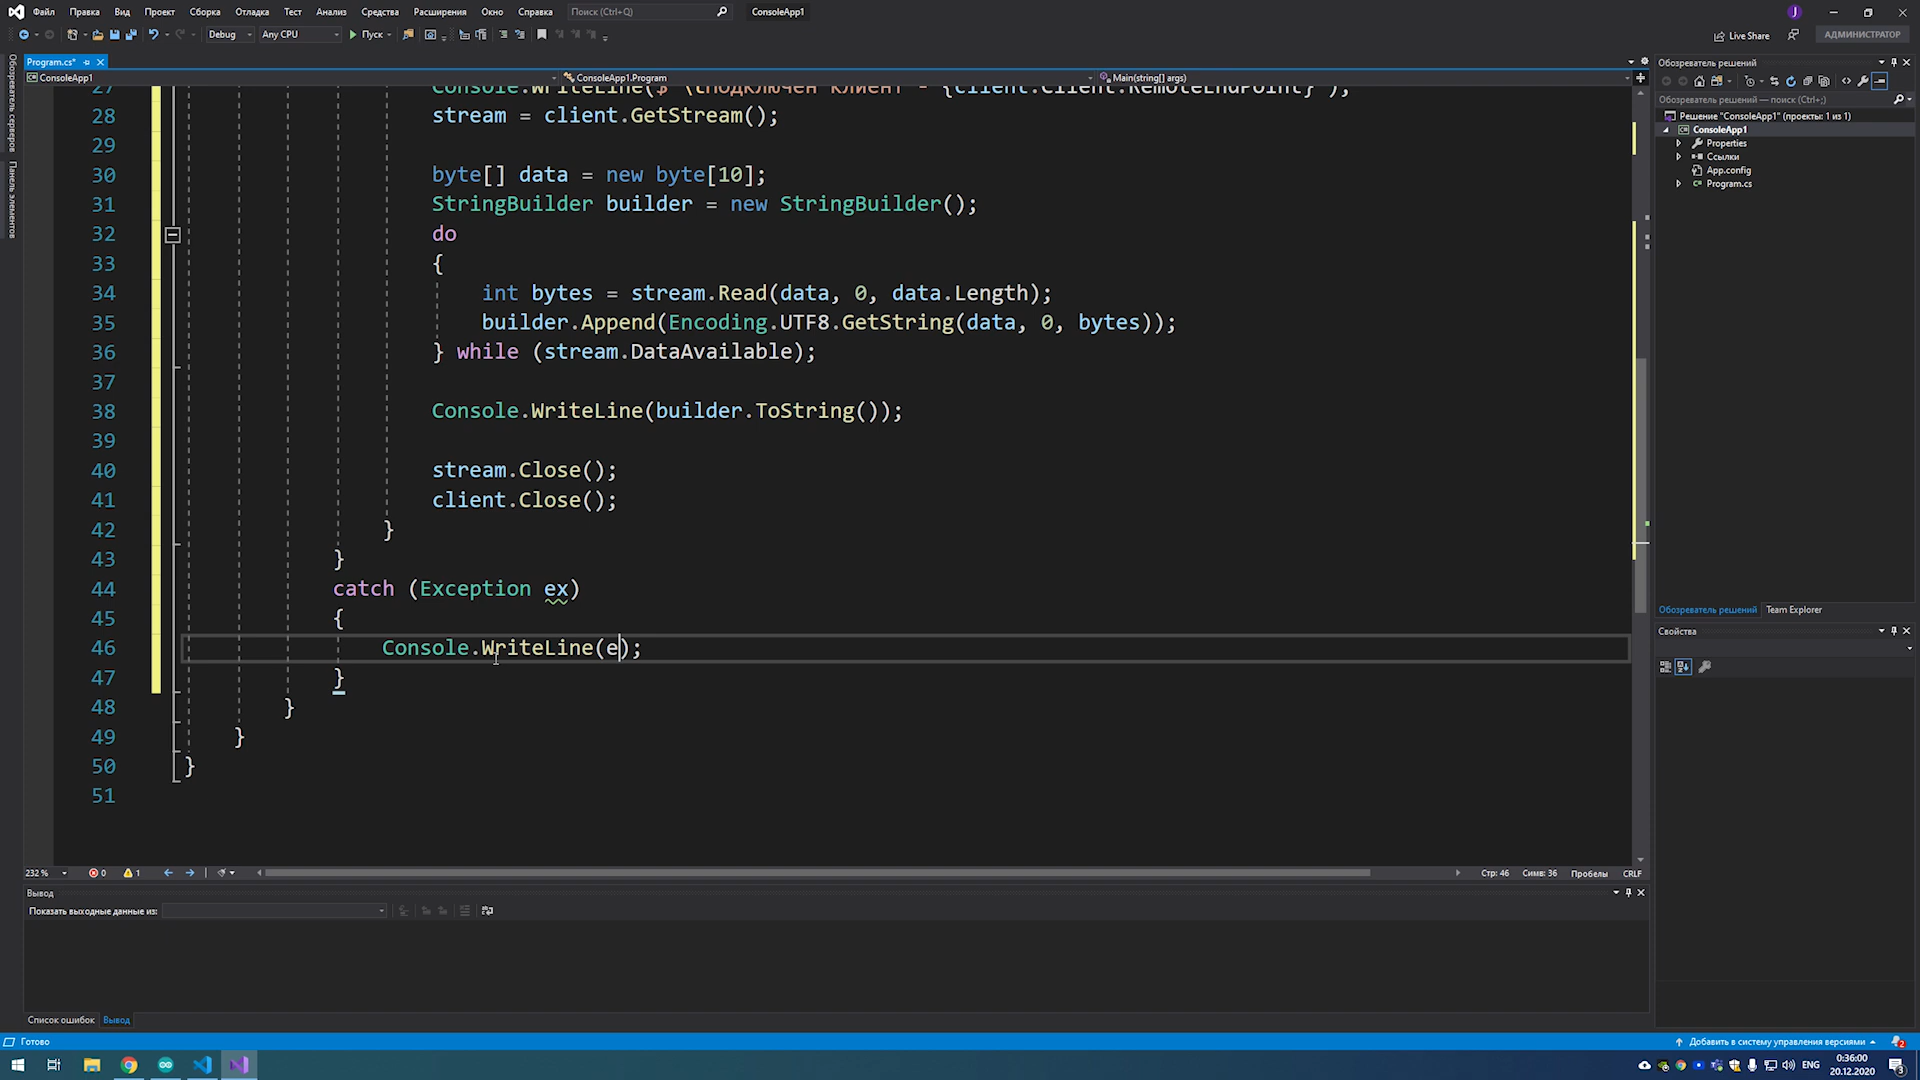 Файл Правка Вид Проект Сборка Отладка Тест Анализ Средства Расширения Окно Справка Поиск (Ctrl+Q) ConsoleApp1
J
Debug Any CPU Пуск Live Share АДМИНИСТРАТОР
Обозреватель серверов
Панель элементов
Program.cs*
ConsoleApp1 ConsoleApp1.Program Main(string[] args)
27 Console.WriteLine($"\tПодключен клиент - {client.Client.RemoteEndPoint}");
28 stream = client.GetStream();
29
30 byte[] data = new byte[10];
31 StringBuilder builder = new StringBuilder();
32 do
33 {
34 int bytes = stream.Read(data, 0, data.Length);
35 builder.Append(Encoding.UTF8.GetString(data, 0, bytes));
36 } while (stream.DataAvailable);
37
38 Console.WriteLine(builder.ToString());
39
40 stream.Close();
41 client.Close();
42 }
43 }
44 catch (Exception ex)
45 {
46 Console.WriteLine(e);
47 }
48 }
49 }
50 }
51
232 % 0 1 Стр: 46 Симв: 36 Пробелы CRLF
Вывод
Показать выходные данные из:
Список ошибок Вывод
Обозреватель решений
Обозреватель решений — поиск (Ctrl+;)
Решение "ConsoleApp1" (проекты: 1 из 1)
ConsoleApp1
Properties
Ссылки
App.config
Program.cs
Обозреватель решений Team Explorer
Свойства
Готово
Добавить в систему управления версиями 2
ENG
0:36:00
20.12.2020
3